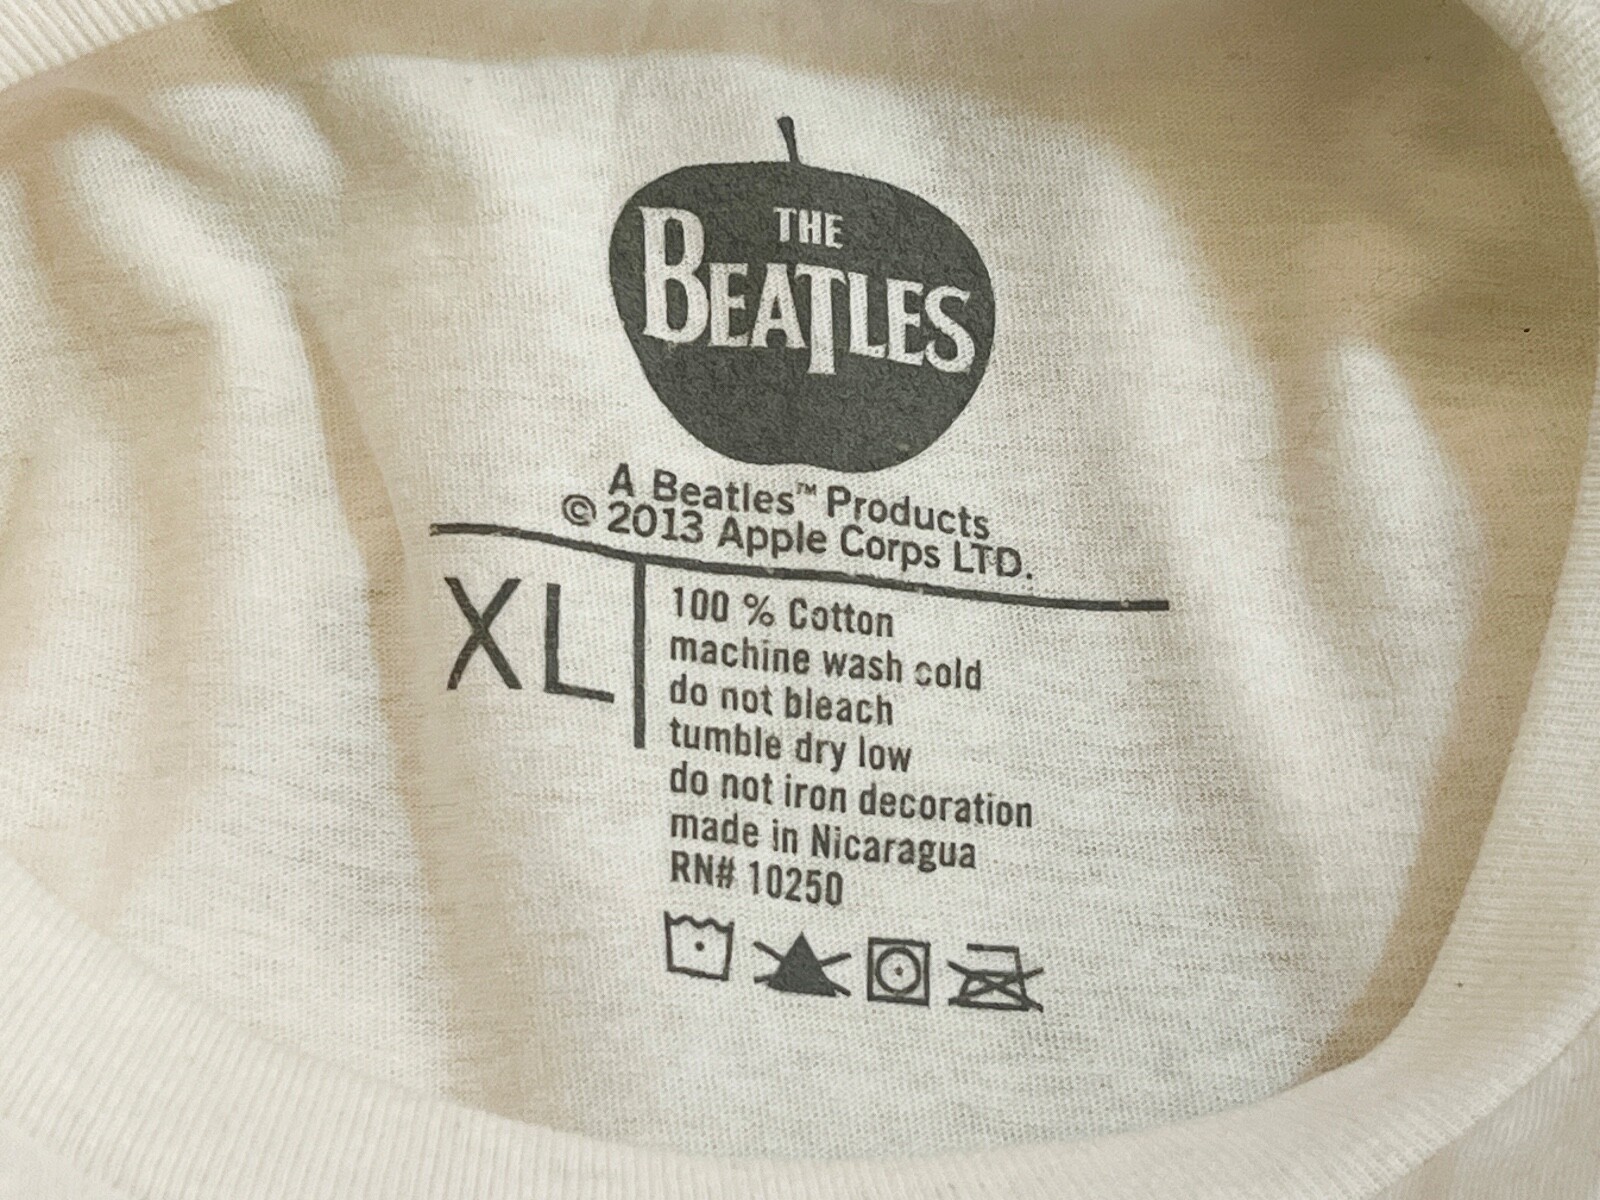 THE
BEATLES
A Beatles™ Products
© 2013 Apple Corps LTD.
XL
100 % Cotton
machine wash cold
do not bleach
tumble dry low
do not iron decoration
made in Nicaragua
RN# 10250